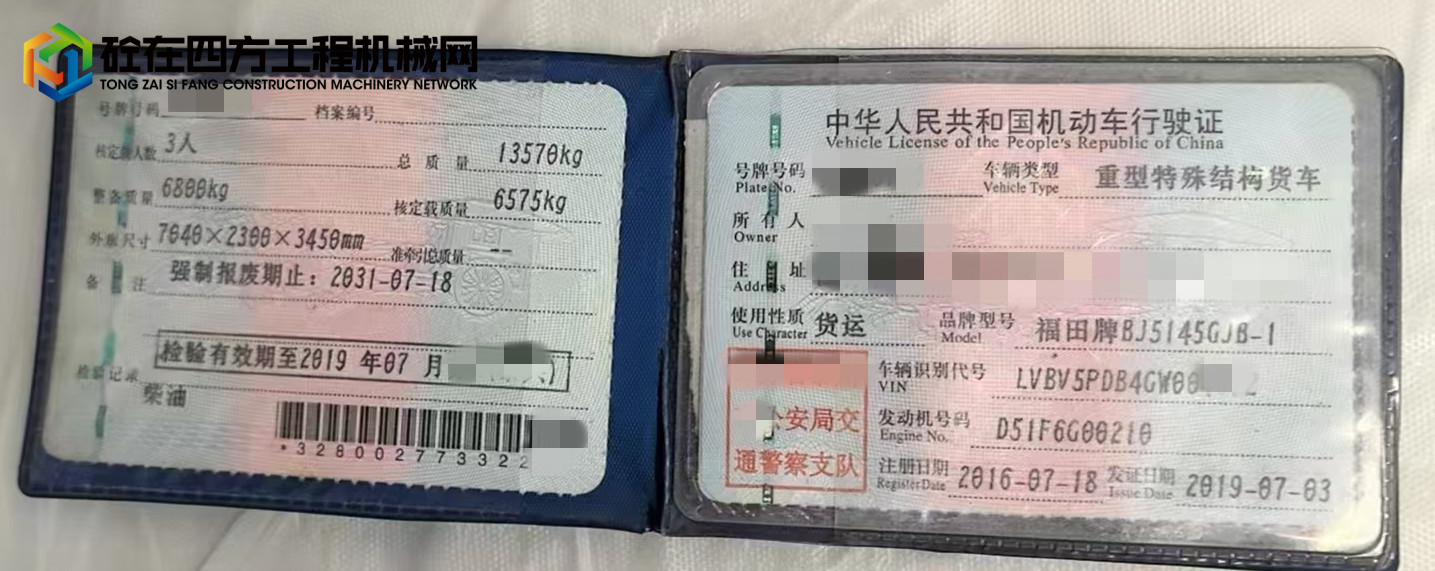 砼在四方工程机械网
TONG ZAI SI FANG CONSTRUCTION MACHINERY NETWORK
号牌号码
档案编号
核定载人数 3人
总质量 13570kg
整备质量 6800kg
核定载质量 6575kg
外廓尺寸 7040×2300×3450mm
准牵引总质量 --
备注 强制报废期止：2031-07-18
检验有效期至2019 年07 月
检验记录
柴油
*328002773322
中华人民共和国机动车行驶证
Vehicle License of the People's Republic of China
号牌号码
Plate No.
车辆类型 重型特殊结构货车
Vehicle Type
所有人
Owner
住址
Address
使用性质 货运
Use Character
品牌型号 福田牌BJ5145GJB-1
Model
车辆识别代号 LVBV5PDB4GW00 2
VIN
公安局交
通警察支队
发动机号码 D51F6G00210
Engine No.
注册日期 2016-07-18
Register Date
发证日期 2019-07-03
Issue Date